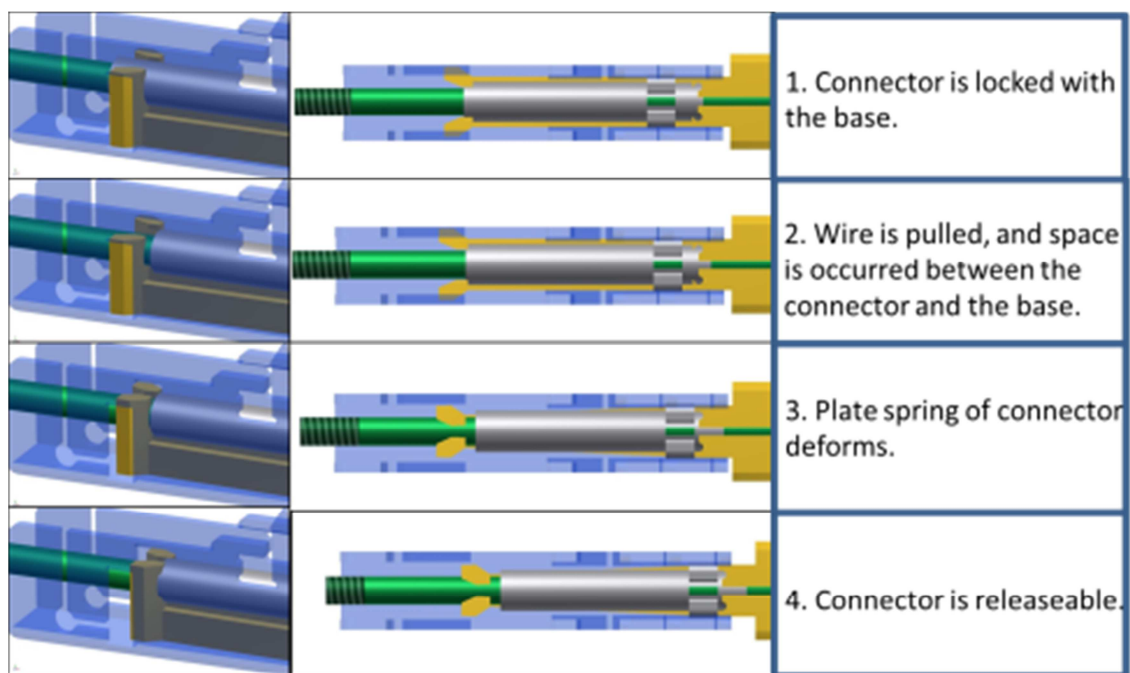 1. Connector is locked with
the base.
2. Wire is pulled, and space
is occurred between the
connector and the base.
3. Plate spring of connector
deforms.
4. Connector is releaseable.